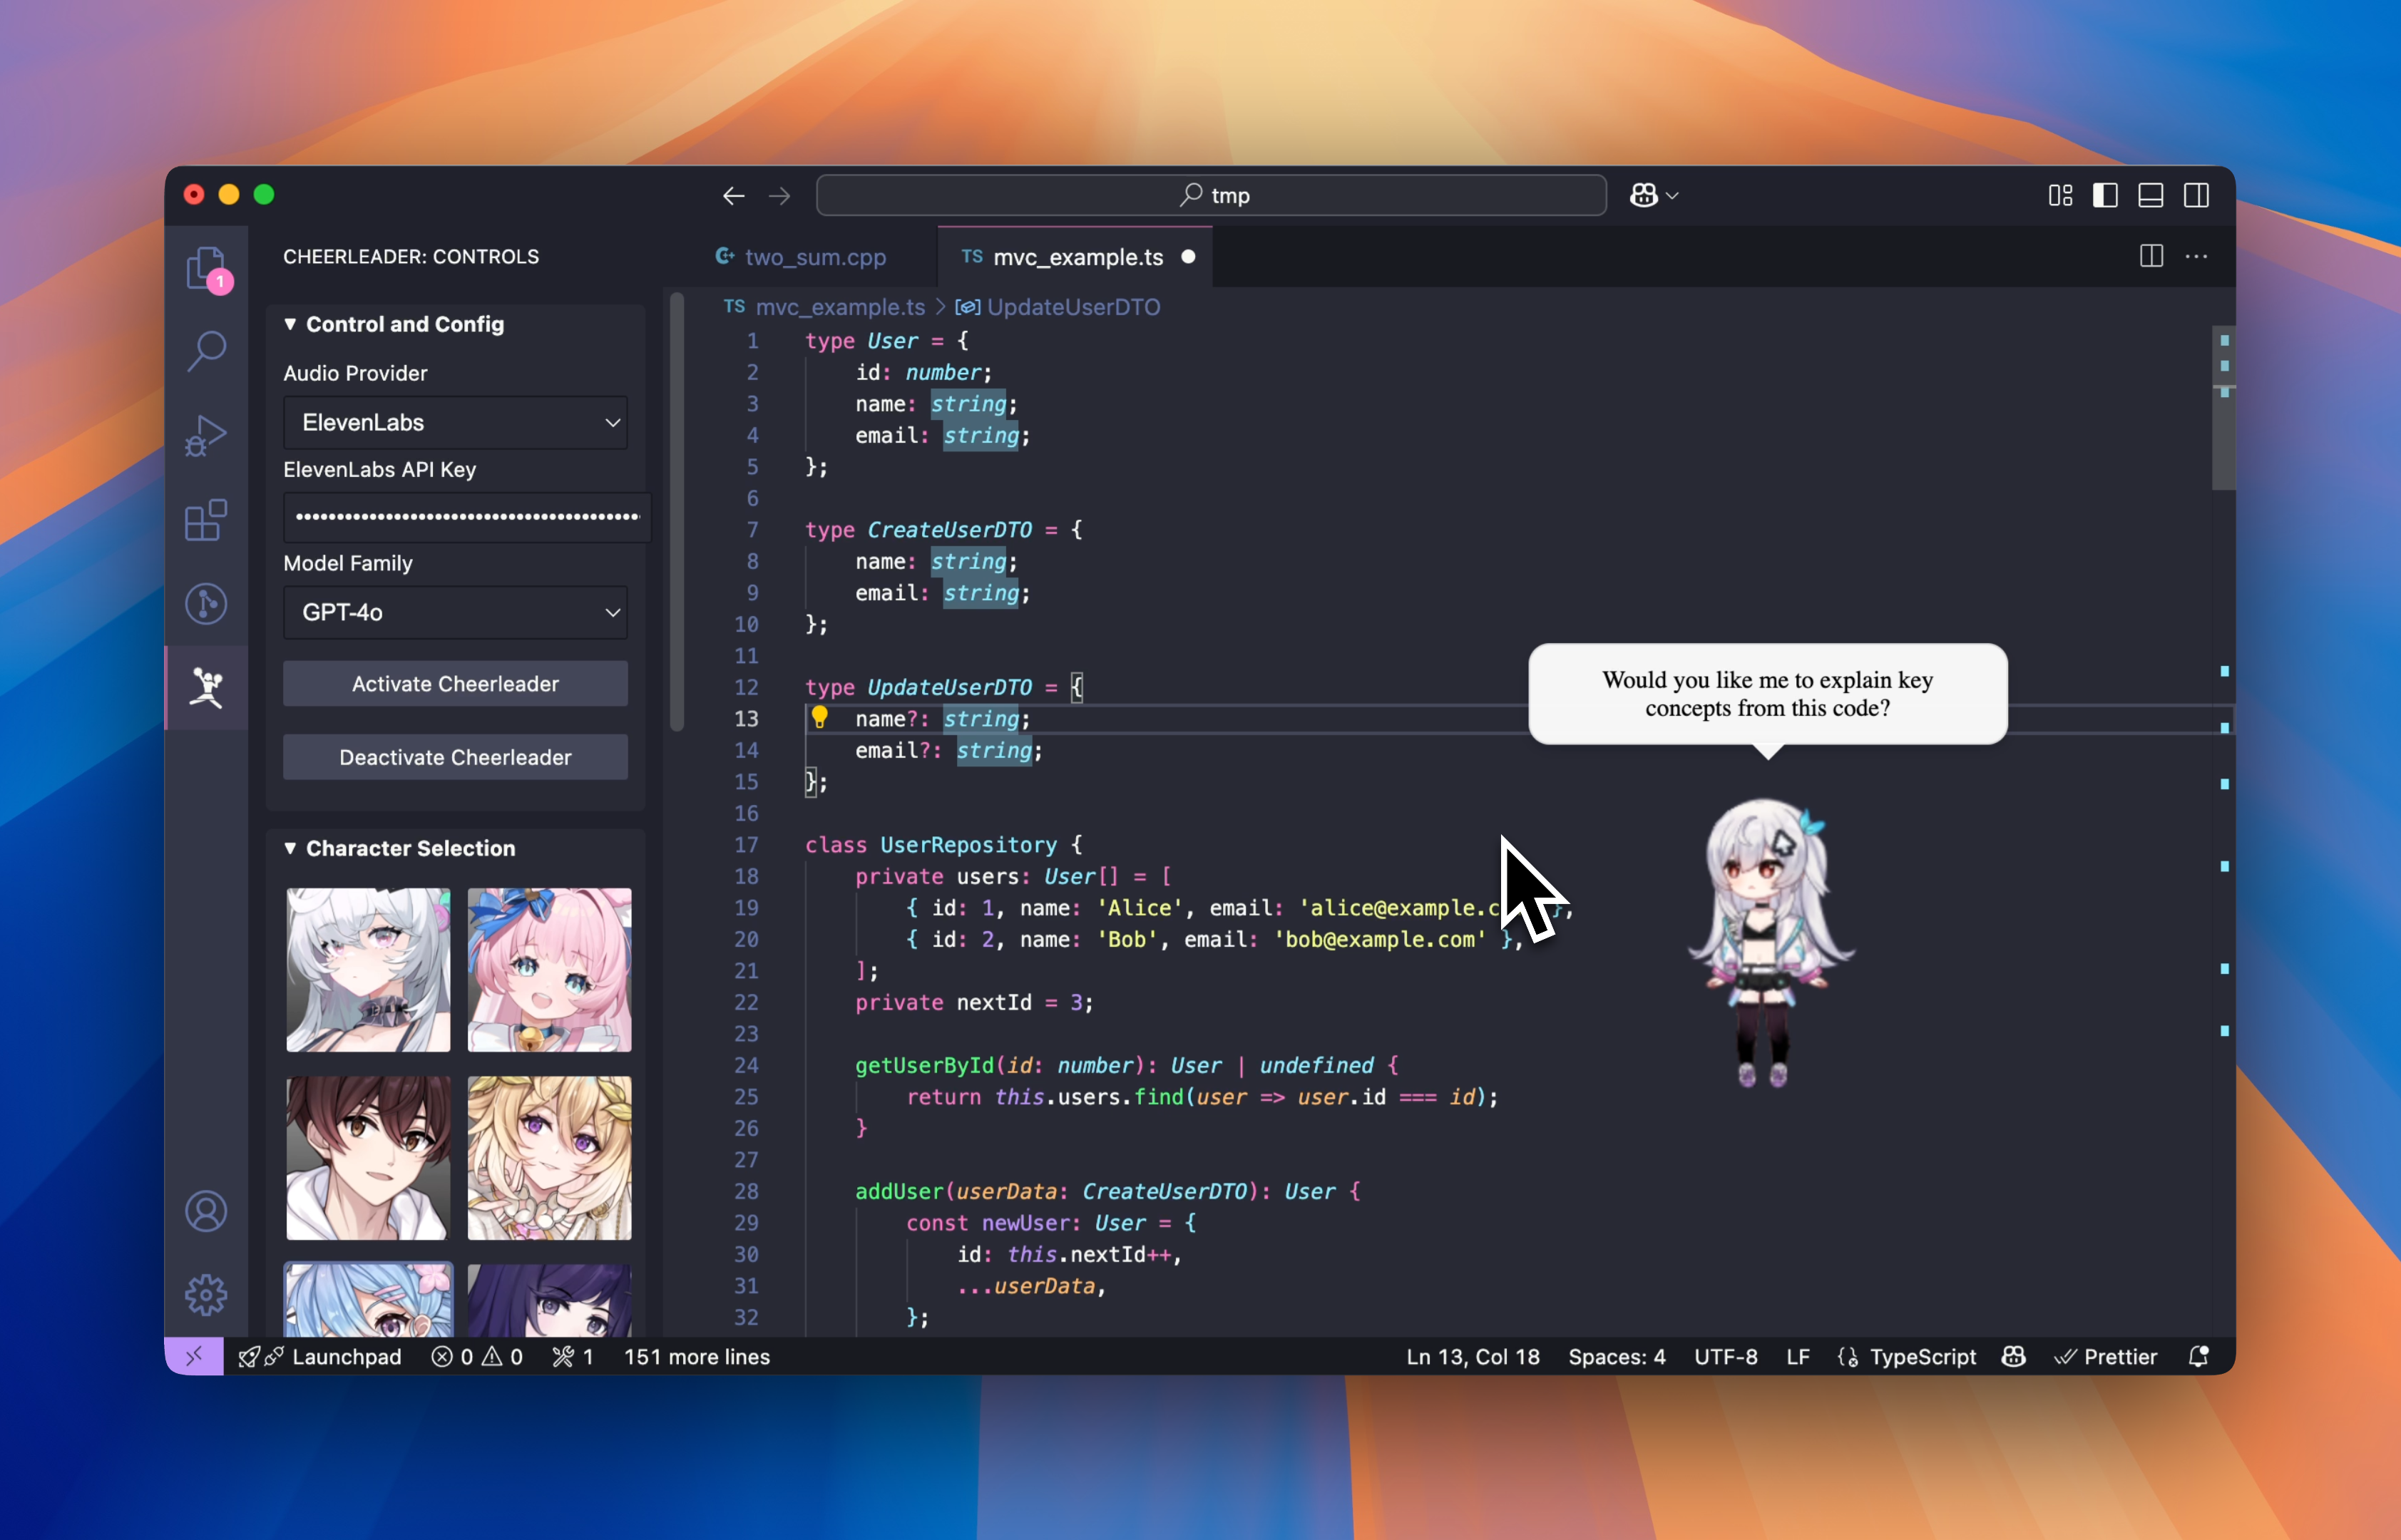 tmp
CHEERLEADER: CONTROLS
1
Control and Config
Audio Provider
ElevenLabs
ElevenLabs API Key
Model Family
GPT-4o
Activate Cheerleader
Deactivate Cheerleader
Character Selection
two_sum.cpp
TS mvc_example.ts
TS mvc_example.ts > UpdateUserDTO
1 type User = {
2 id: number;
3 name: string;
4 email: string;
5 };
6
7 type CreateUserDTO = {
8 name: string;
9 email: string;
10 };
11
12 type UpdateUserDTO = {
13 name?: string;
14 email?: string;
15 };
16
17 class UserRepository {
18 private users: User[] = [
19 { id: 1, name: 'Alice', email: 'alice@example.c },
20 { id: 2, name: 'Bob', email: 'bob@example.com' },
21 ];
22 private nextId = 3;
23
24 getUserById(id: number): User | undefined {
25 return this.users.find(user => user.id === id);
26 }
27
28 addUser(userData: CreateUserDTO): User {
29 const newUser: User = {
30 id: this.nextId++,
31 ...userData,
32 };
Would you like me to explain key
concepts from this code?
Launchpad 0 0 1 151 more lines Ln 13, Col 18 Spaces: 4 UTF-8 LF TypeScript Prettier